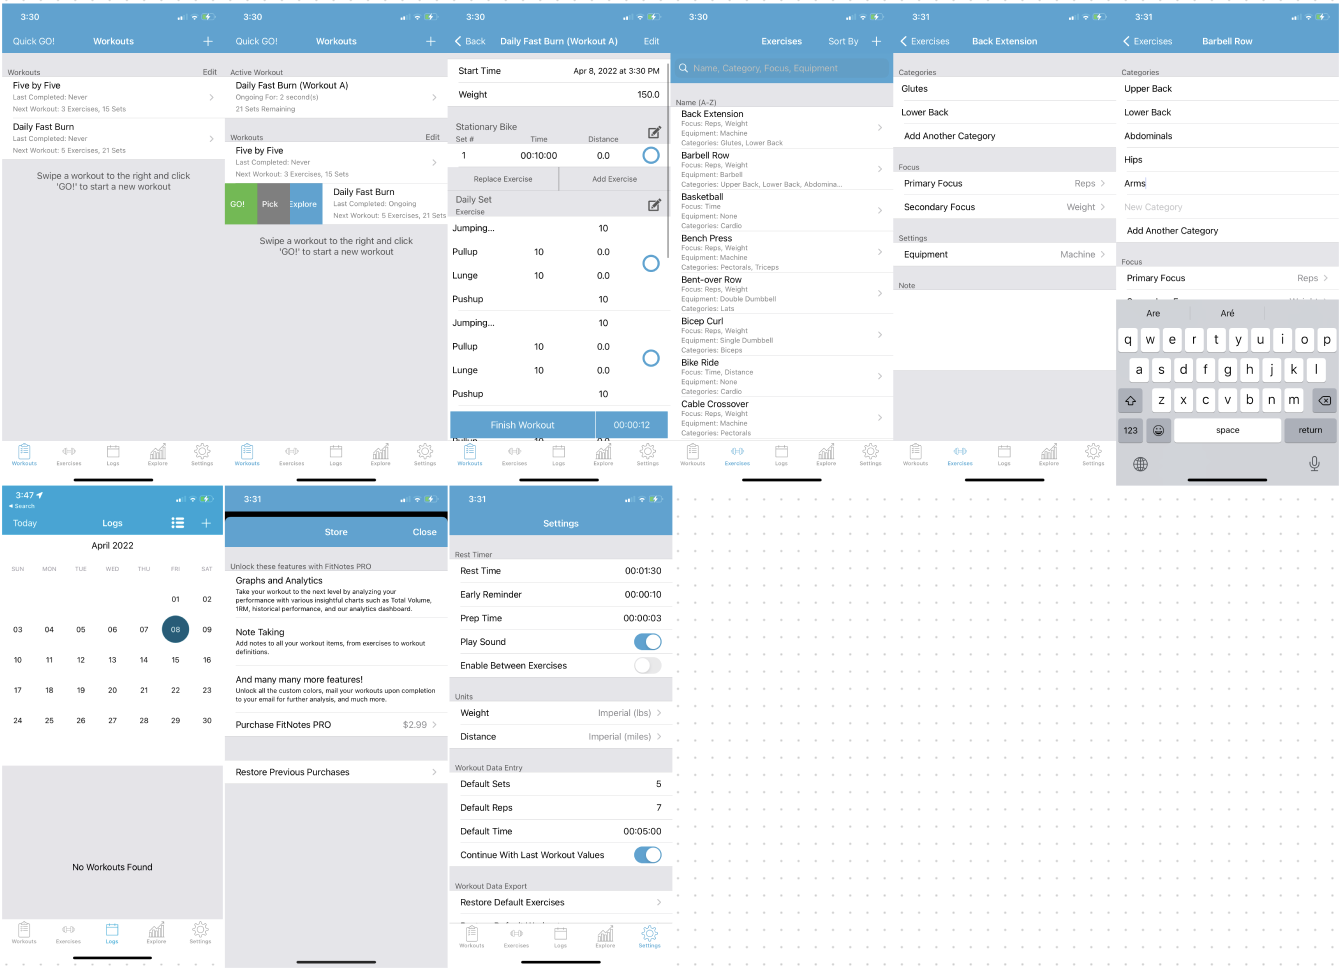 3:30
Quick GO! Workouts +
Workouts Edit
Five by Five
Last Completed: Never
Next Workout: 3 Exercises, 15 Sets
Daily Fast Burn
Last Completed: Never
Next Workout: 5 Exercises, 21 Sets
Swipe a workout to the right and click
'GO!' to start a new workout
Workouts Exercises Logs Explore Settings
3:30
Quick GO! Workouts +
Active Workout
Daily Fast Burn (Workout A)
Ongoing For: 2 second(s)
21 Sets Remaining
Workouts Edit
Five by Five
Last Completed: Never
Next Workout: 3 Exercises, 15 Sets
GO! Pick Explore
Daily Fast Burn
Last Completed: Ongoing
Next Workout: 5 Exercises, 21 Sets
Swipe a workout to the right and click
'GO!' to start a new workout
Workouts Exercises Logs Explore Settings
3:30
Back Daily Fast Burn (Workout A) Edit
Start Time Apr 8, 2022 at 3:30 PM
Weight 150.0
Stationary Bike
Set # Time Distance
1 00:10:00 0.0
Replace Exercise Add Exercise
Daily Set
Exercise
Jumping... 10
Pullup 10 0.0
Lunge 10 0.0
Pushup 10
Jumping... 10
Pullup 10 0.0
Lunge 10 0.0
Pushup 10
Finish Workout 00:00:12
Pullup 10 0.0
Workouts Exercises Logs Explore Settings
3:30
Exercises Sort By +
Name, Category, Focus, Equipment
Name (A-Z)
Back Extension
Focus: Reps, Weight
Equipment: Machine
Categories: Glutes, Lower Back
Barbell Row
Focus: Reps, Weight
Equipment: Barbell
Categories: Upper Back, Lower Back, Abdomina...
Basketball
Focus: Time
Equipment: None
Categories: Cardio
Bench Press
Focus: Reps, Weight
Equipment: Machine
Categories: Pectorals, Triceps
Bent-over Row
Focus: Reps, Weight
Equipment: Double Dumbbell
Categories: Lats
Bicep Curl
Focus: Reps, Weight
Equipment: Single Dumbbell
Categories: Biceps
Bike Ride
Focus: Time, Distance
Equipment: None
Categories: Cardio
Cable Crossover
Focus: Reps, Weight
Equipment: Machine
Categories: Pectorals
Workouts Exercises Logs Explore Settings
3:31
Exercises Back Extension
Categories
Glutes
Lower Back
Add Another Category
Focus
Primary Focus Reps
Secondary Focus Weight
Settings
Equipment Machine
Note
Workouts Exercises Logs Explore Settings
3:31
Exercises Barbell Row
Categories
Upper Back
Lower Back
Abdominals
Hips
Arms
New Category
Add Another Category
Focus
Primary Focus Reps
Are Aré
q w e r t y u i o p
a s d f g h j k l
z x c v b n m
123 space return
3:47
Search
Today Logs +
April 2022
SUN MON TUE WED THU FRI SAT
01 02
03 04 05 06 07 08 09
10 11 12 13 14 15 16
17 18 19 20 21 22 23
24 25 26 27 28 29 30
No Workouts Found
Workouts Exercises Logs Explore Settings
3:31
Store Close
Unlock these features with FitNotes PRO
Graphs and Analytics
Take your workout to the next level by analyzing your
performance with various insightful charts such as Total Volume,
1RM, historical performance, and our analytics dashboard.
Note Taking
Add notes to all your workout items, from exercises to workout
definitions.
And many many more features!
Unlock all the custom colors, mail your workouts upon completion
to your email for further analysis, and much more.
Purchase FitNotes PRO $2.99
Restore Previous Purchases
3:31
Settings
Rest Timer
Rest Time 00:01:30
Early Reminder 00:00:10
Prep Time 00:00:03
Play Sound
Enable Between Exercises
Units
Weight Imperial (lbs)
Distance Imperial (miles)
Workout Data Entry
Default Sets 5
Default Reps 7
Default Time 00:05:00
Continue With Last Workout Values
Workout Data Export
Restore Default Exercises
Workouts Exercises Logs Explore Settings